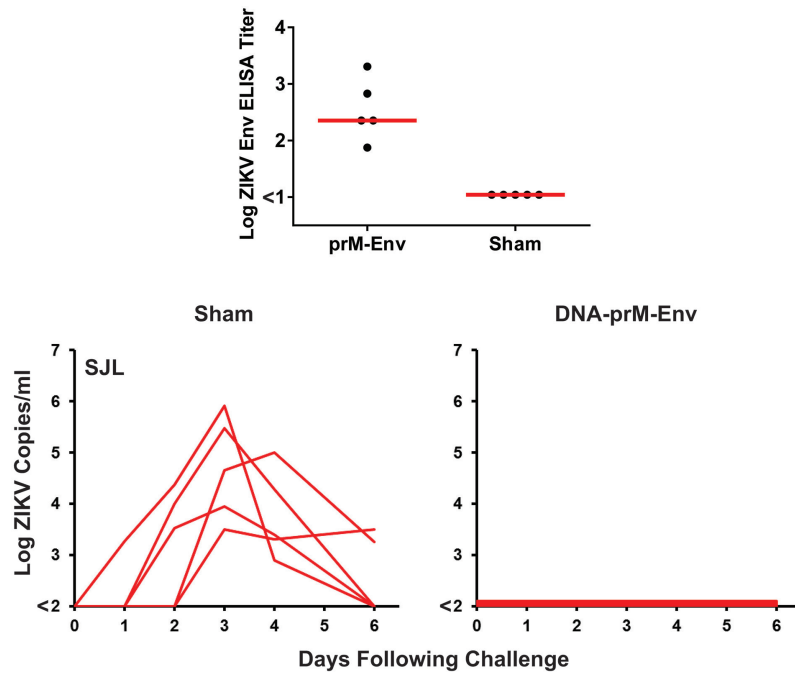 Log ZIKV Env ELISA Titer
4
3
2
<1
prM-Env Sham
Sham
DNA-prM-Env
SJL
Log ZIKV Copies/ml
7
6
5
4
3
<2
0 1 2 3 4 5 6
7
6
5
4
3
<2
0 1 2 3 4 5 6
Days Following Challenge